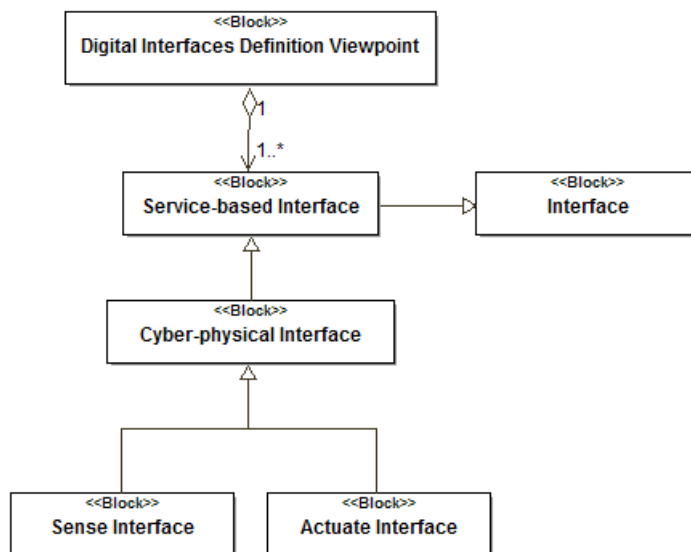 <<Block>>
Digital Interfaces Definition Viewpoint
1
1..*
<<Block>>
Service-based Interface
<<Block>>
Interface
<<Block>>
Cyber-physical Interface
<<Block>>
Sense Interface
<<Block>>
Actuate Interface